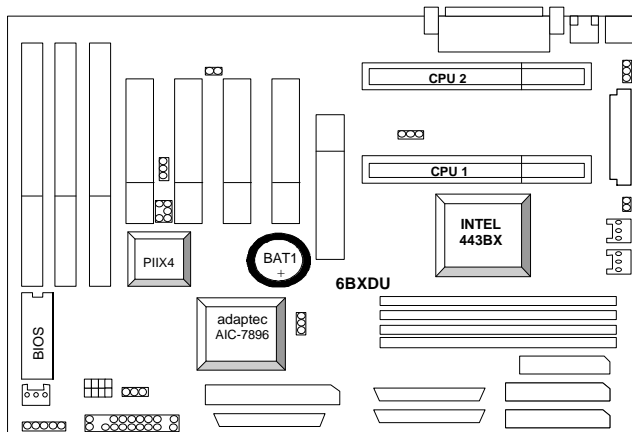 CPU 2
CPU 1
INTEL
443BX
PIIX4
BAT1
+
6BXDU
adaptec
AIC-7896
BIOS